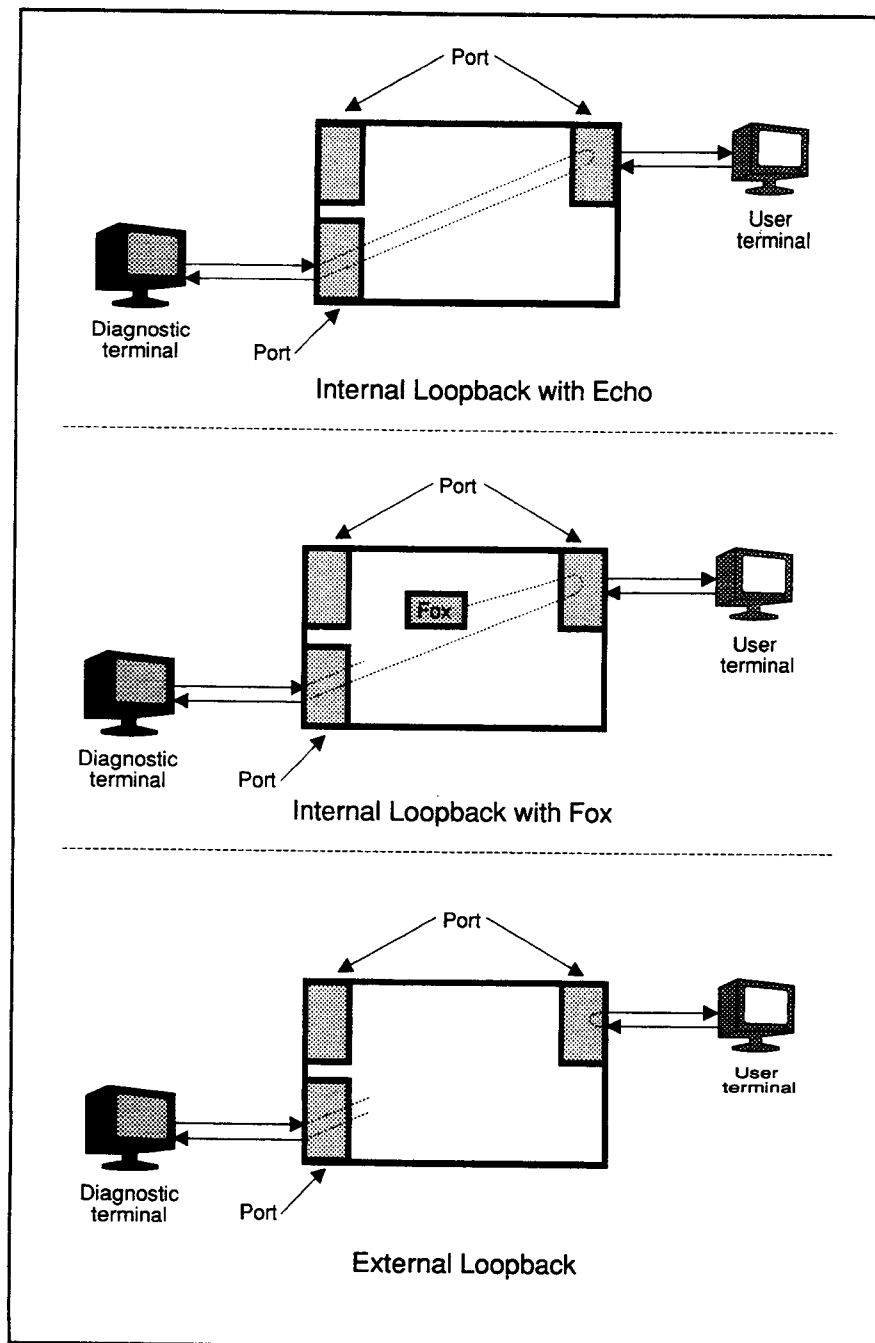 Port
User
terminal
Diagnostic
terminal
Port
Internal Loopback with Echo
Port
Fox
User
terminal
Diagnostic
terminal
Port
Internal Loopback with Fox
Port
User
terminal
Diagnostic
terminal
Port
External Loopback